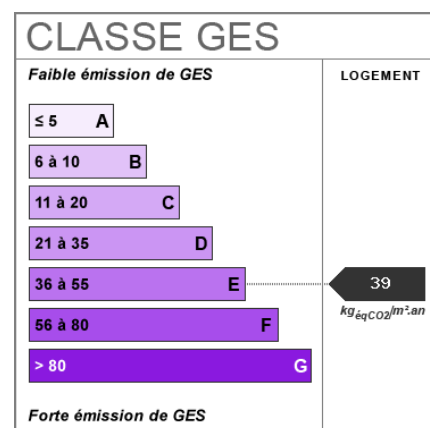 CLASSE GES
Faible émission de GES
LOGEMENT
≤ 5 A
6 à 10 B
11 à 20 C
21 à 35 D
36 à 55 E
39
kgéqCO2/m².an
56 à 80 F
> 80 G
Forte émission de GES